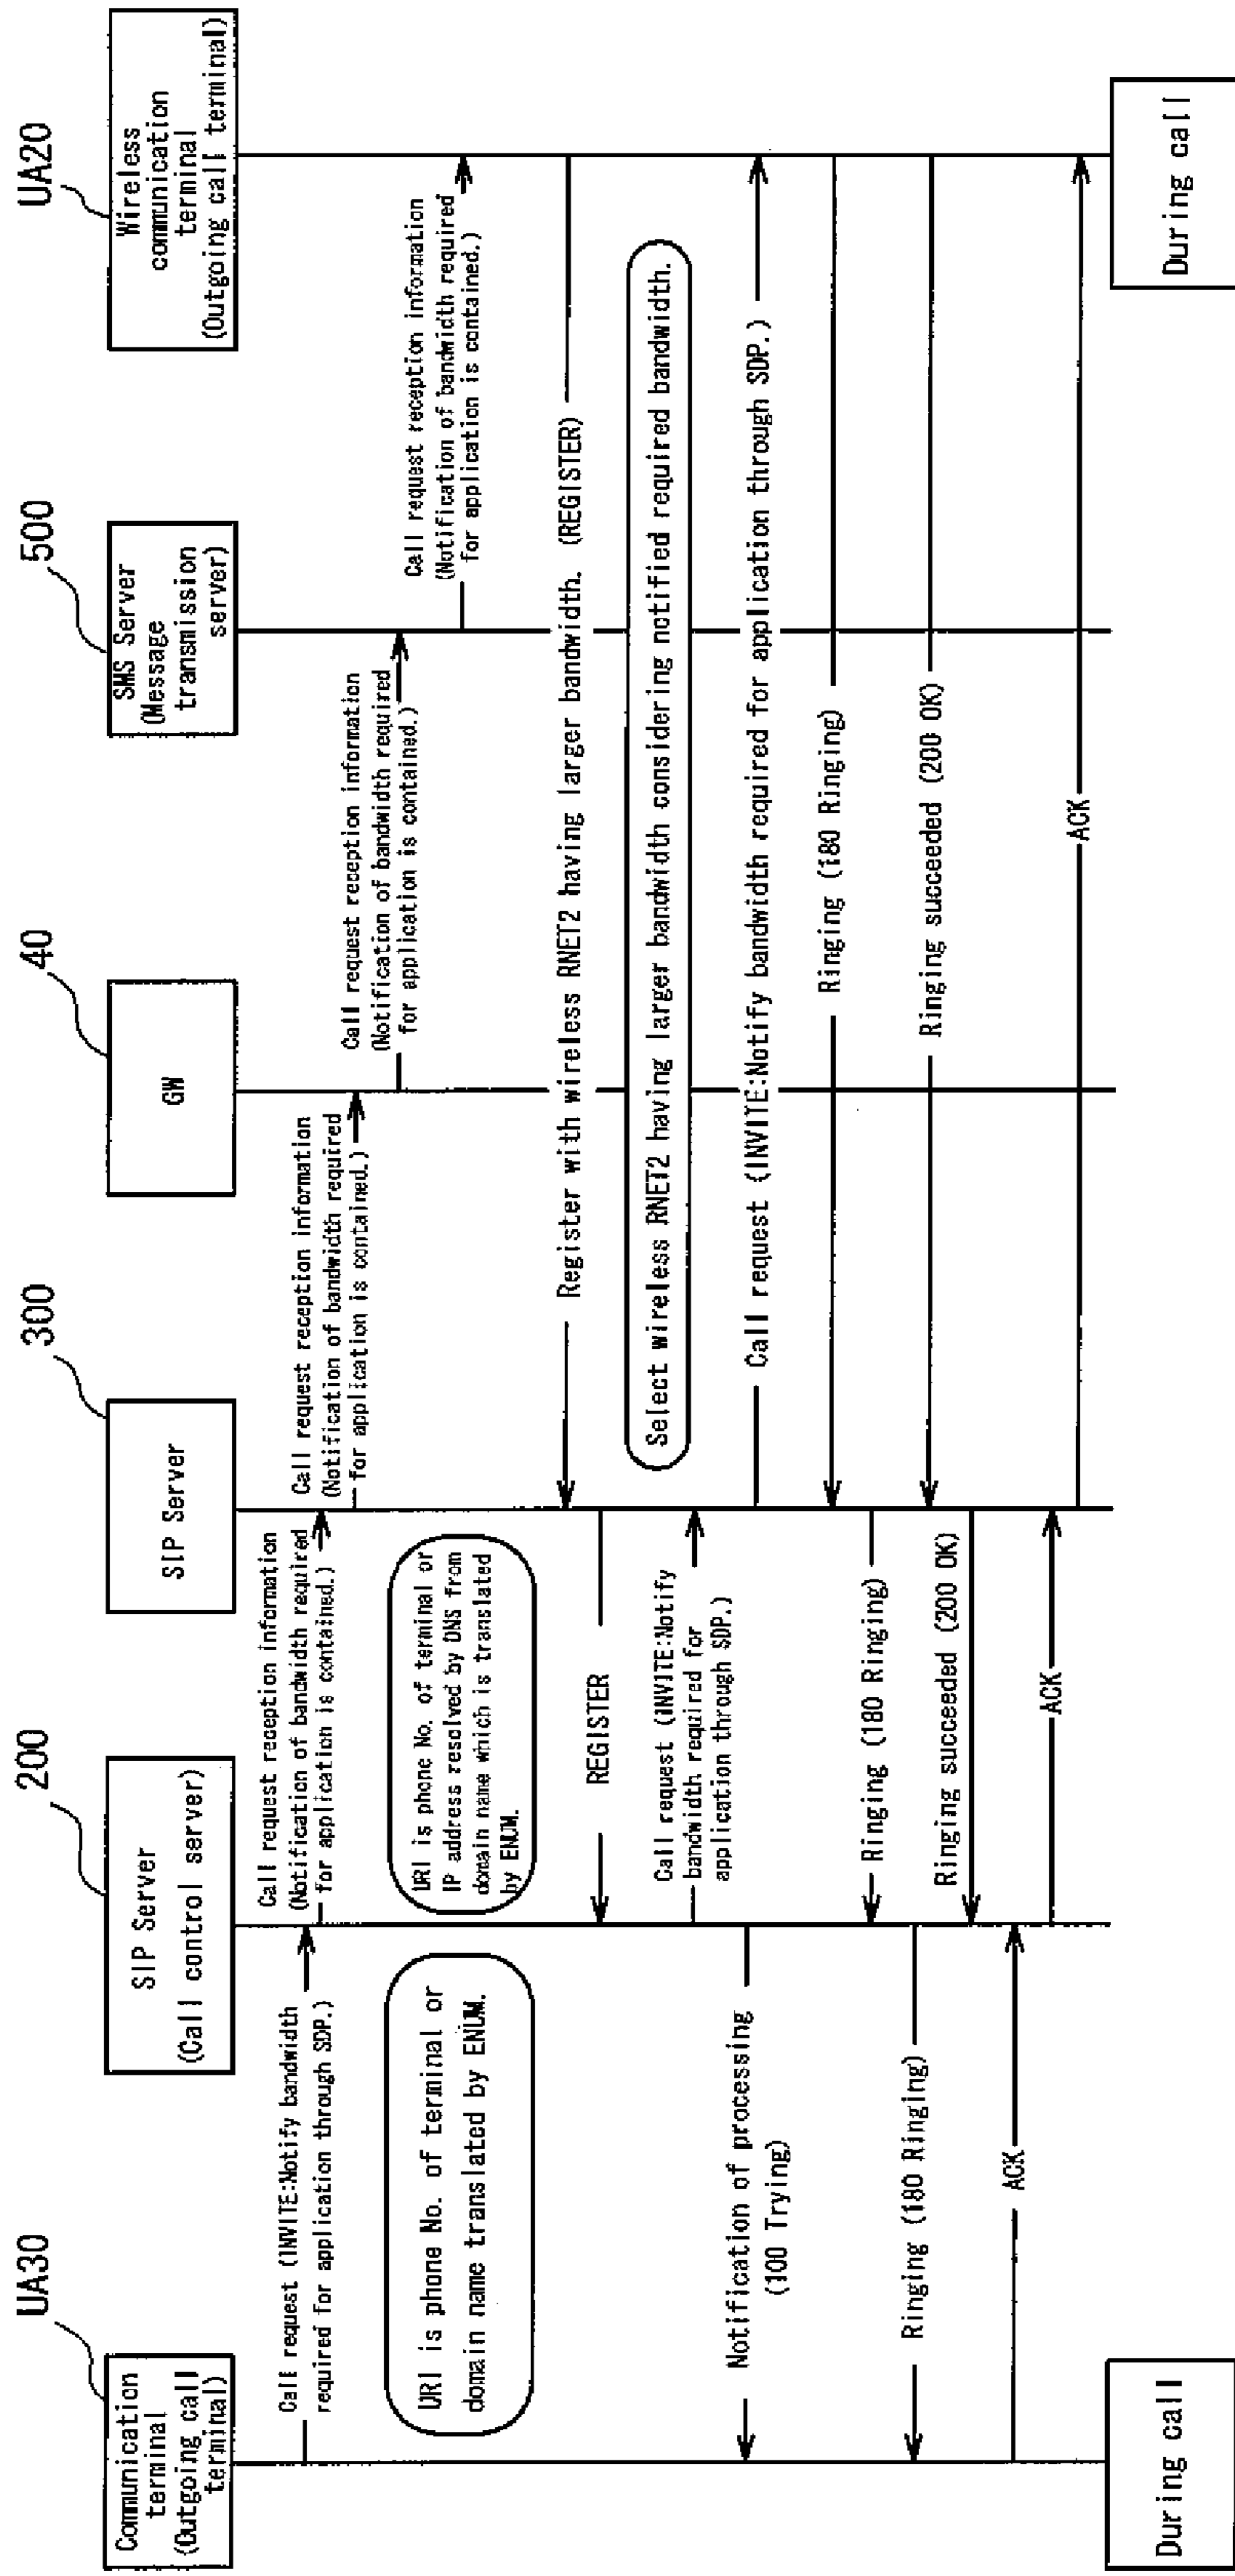 UA30
Communication
terminal
(Outgoing call
terminal)
200
SIP Server
(Call control server)
300
SIP Server
40
GW
500
SMS Server
(Message
transmission
server)
UA20
Wireless
communication
terminal
(Outgoing call terminal)
Call request (INVITE:Notify bandwidth
required for application through SDP.)
Call request reception information
(Notification of bandwidth required
for application is contained.)
Call request reception information
(Notification of bandwidth required
for application is contained.)
Call request reception information
(Notification of bandwidth required
for application is contained.)
Call request reception information
(Notification of bandwidth required
for application is contained.)
URI is phone No. of terminal or
domain name translated by ENUM.
URI is phone No. of terminal or
IP address resolved by DNS from
domain name which is translated
by ENUM.
Register with wireless RNET2 having larger bandwidth. (REGISTER)
REGISTER
Select wireless RNET2 having larger bandwidth considering notified required bandwidth.
Call request (INVITE:Notify
bandwidth required for
application through SDP.)
Notification of processing
(100 Trying)
Call request (INVITE:Notify bandwidth required for application through SDP.)
Ringing (180 Ringing)
Ringing (180 Ringing)
Ringing (180 Ringing)
Ringing succeeded (200 OK)
Ringing succeeded (200 OK)
ACK
ACK
ACK
During call
During call